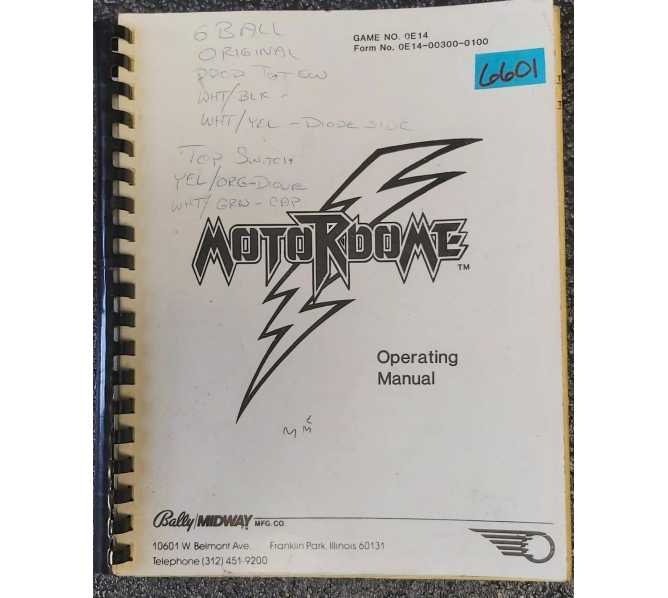 6 BALL
ORIGINAL
WHT/BLK -
WHT/YEL - DIODE SIDE
TOP SWITCH
YEL/ORG-DIODE
WHT/GRN - CAP
GAME NO. 0E14
Form No. 0E14-00300-0100
6601
MOTORDOME™
Operating
Manual
Bally/MIDWAY MFG. CO.
10601 W. Belmont Ave. Franklin Park, Illinois 60131
Telephone (312) 451-9200